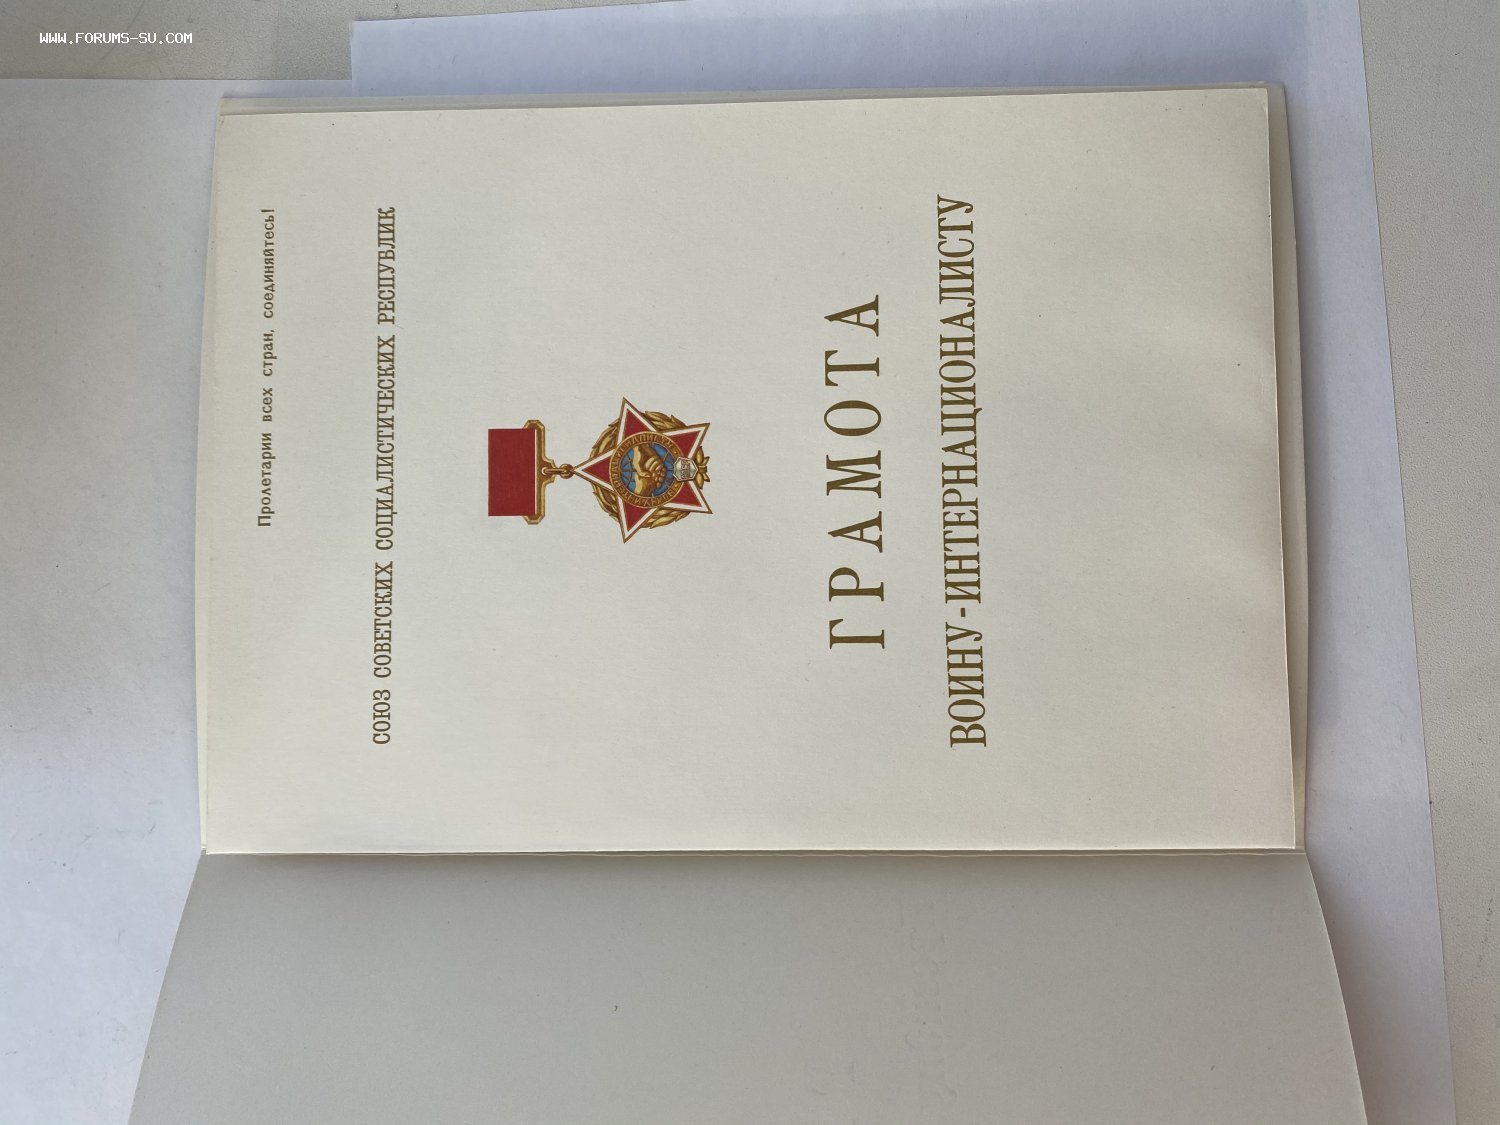 WWW.FORUMS-SU.COM
Пролетарии всех стран, соединяйтесь!
СОЮЗ СОВЕТСКИХ СОЦИАЛИСТИЧЕСКИХ РЕСПУБЛИК
ГРАМОТА
ВОИНУ-ИНТЕРНАЦИОНАЛИСТУ